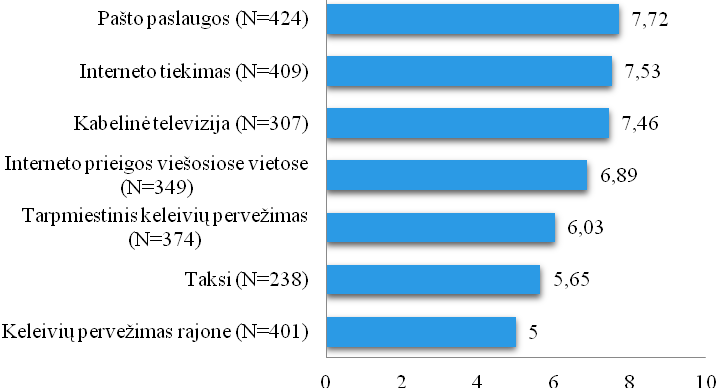 Pašto paslaugos (N=424)
7,72
Interneto tiekimas (N=409)
7,53
Kabelinė televizija (N=307)
7,46
Interneto prieigos viešosiose vietose
(N=349)
6,89
Tarpmiestinis keleivių pervežimas
(N=374)
6,03
Taksi (N=238)
5,65
Keleivių pervežimas rajone (N=401)
5
0 2 4 6 8 10